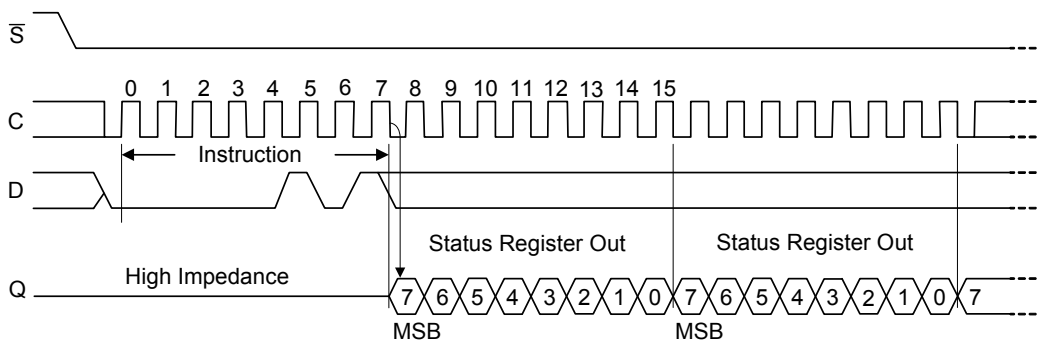 S̅
0 1 2 3 4 5 6 7 8 9 10 11 12 13 14 15
C
Instruction
D
Status Register Out Status Register Out
High Impedance
Q
7 6 5 4 3 2 1 0 7 6 5 4 3 2 1 0 7
MSB MSB